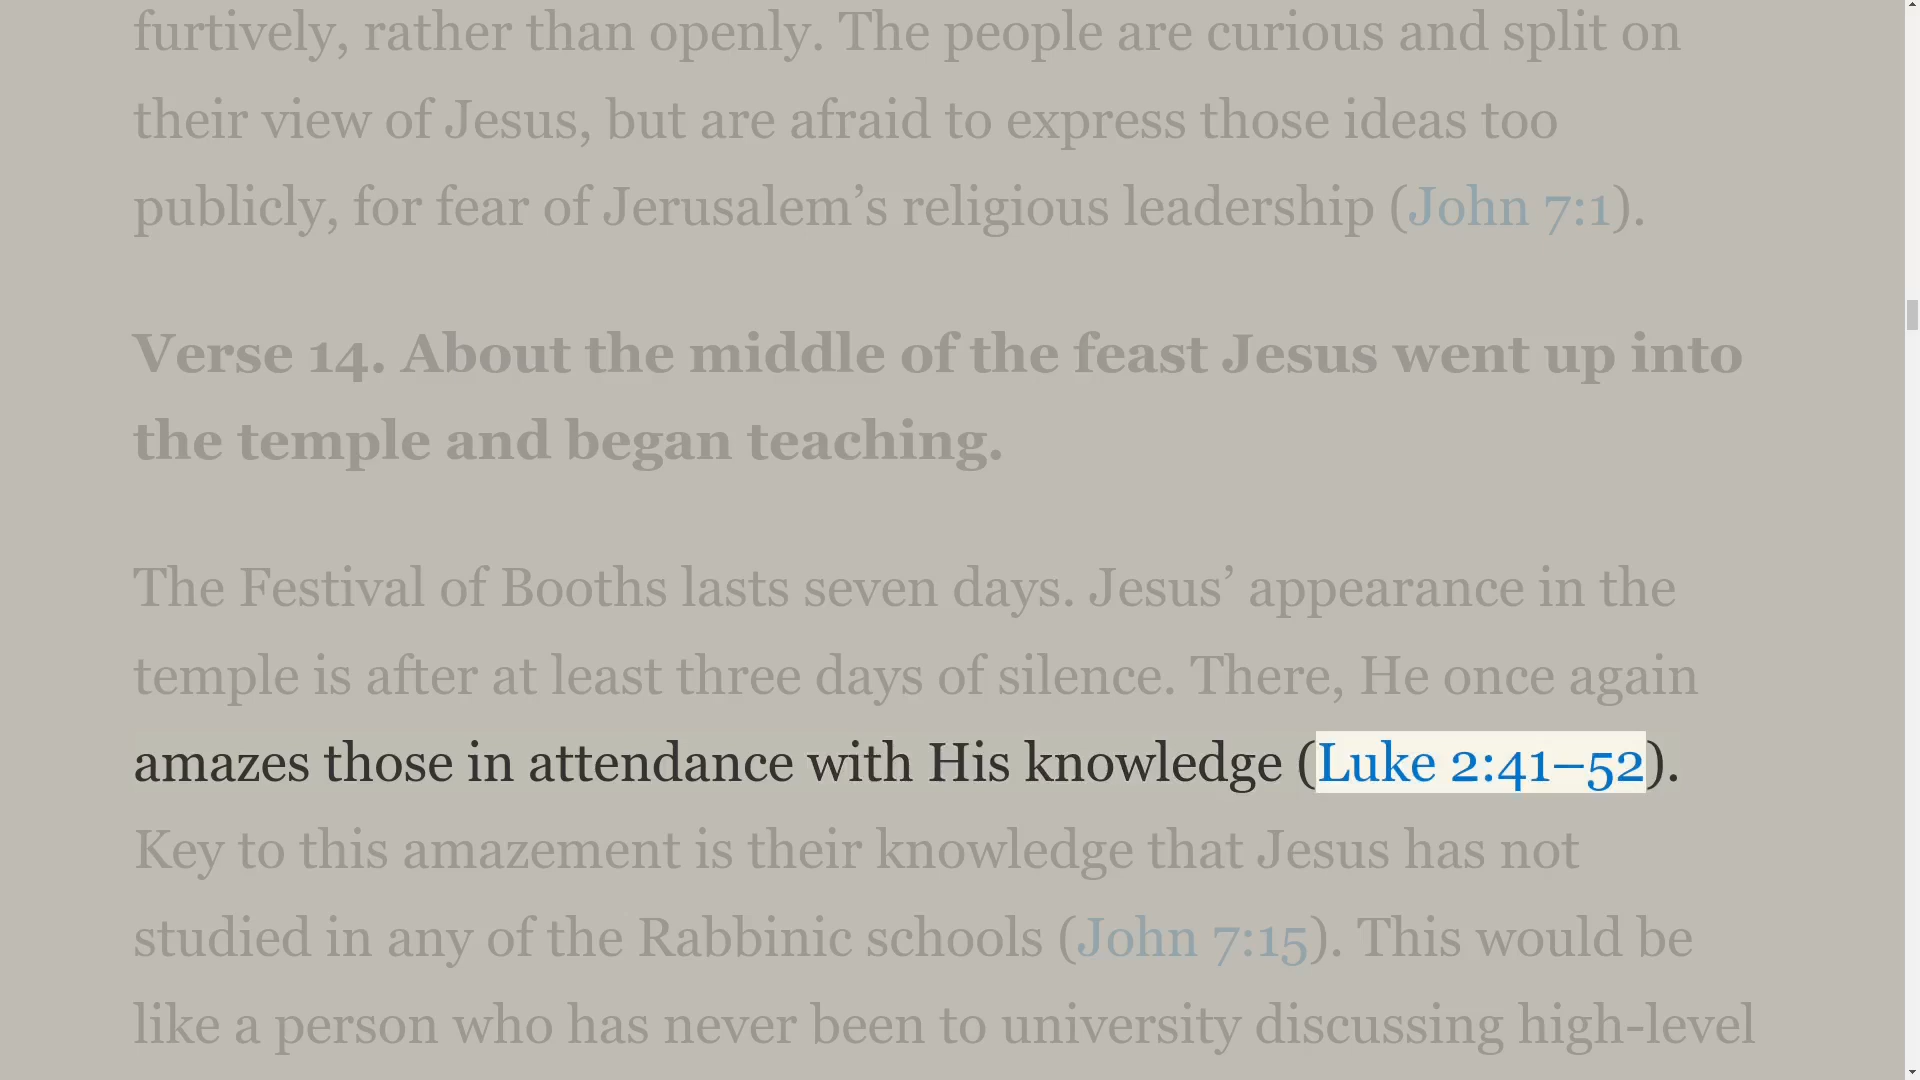 furtively, rather than openly. The people are curious and split on
their view of Jesus, but are afraid to express those ideas too
publicly, for fear of Jerusalem’s religious leadership (John 7:1).
Verse 14. About the middle of the feast Jesus went up into
the temple and began teaching.
The Festival of Booths lasts seven days. Jesus’ appearance in the
temple is after at least three days of silence. There, He once again
amazes those in attendance with His knowledge (Luke 2:41–52).
Key to this amazement is their knowledge that Jesus has not
studied in any of the Rabbinic schools (John 7:15). This would be
like a person who has never been to university discussing high-level